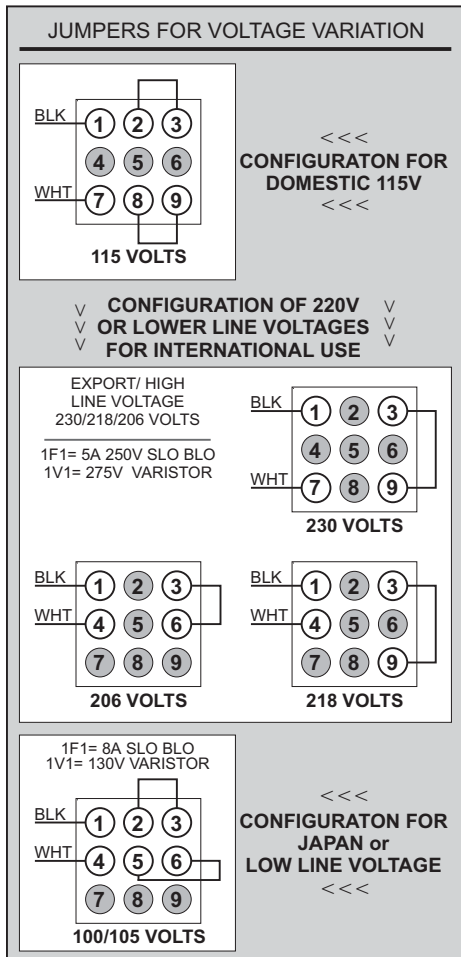 JUMPERS FOR VOLTAGE VARIATION
BLK 1 2 3
4 5 6
WHT 7 8 9
115 VOLTS
<<<
CONFIGURATON FOR
DOMESTIC 115V
<<<
CONFIGURATION OF 220V
OR LOWER LINE VOLTAGES
FOR INTERNATIONAL USE
EXPORT/ HIGH
LINE VOLTAGE
230/218/206 VOLTS
1F1= 5A 250V SLO BLO
1V1= 275V VARISTOR
BLK 1 2 3
4 5 6
WHT 7 8 9
230 VOLTS
BLK 1 2 3
WHT 4 5 6
7 8 9
206 VOLTS
BLK 1 2 3
WHT 4 5 6
7 8 9
218 VOLTS
1F1= 8A SLO BLO
1V1= 130V VARISTOR
BLK 1 2 3
WHT 4 5 6
7 8 9
100/105 VOLTS
<<<
CONFIGURATON FOR
JAPAN or
LOW LINE VOLTAGE
<<<